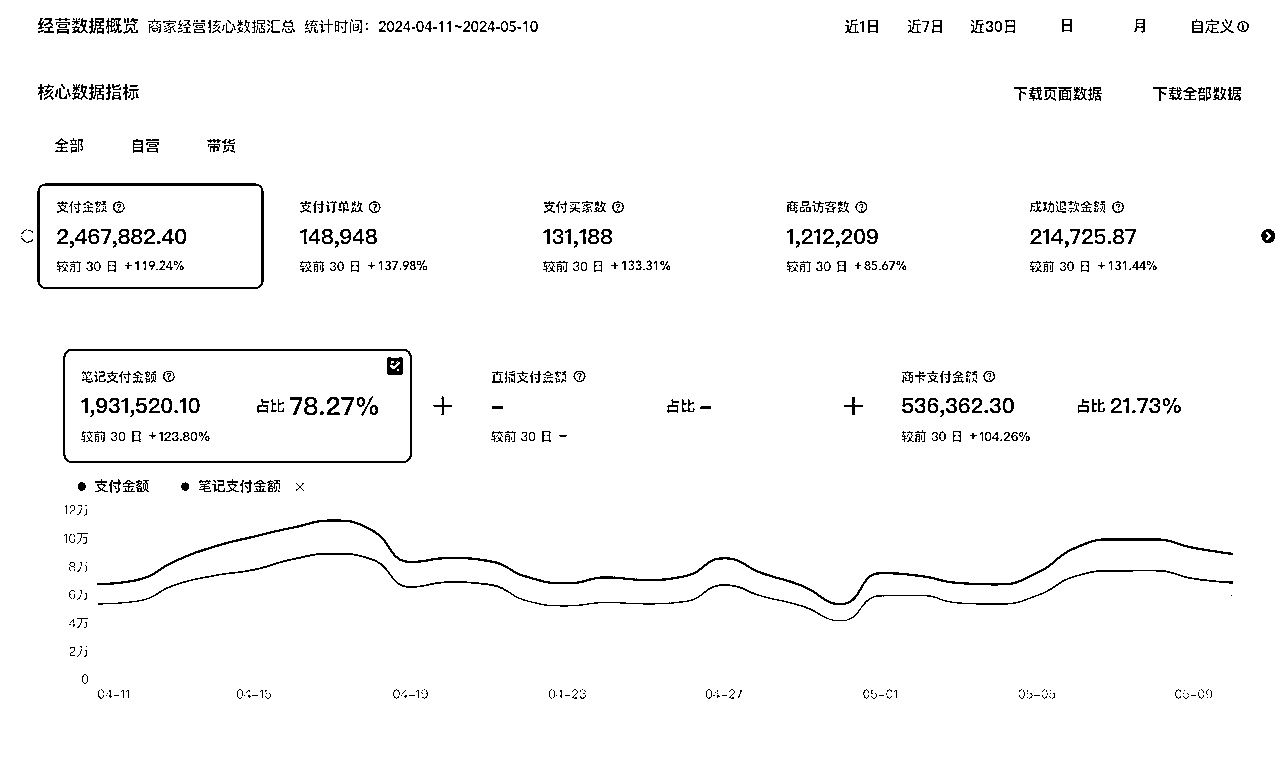 经营数据概览 商家经营核心数据汇总 统计时间：2024-04-11~2024-05-10 近1日 近7日 近30日 日 月 自定义
核心数据指标 下载页面数据 下载全部数据
全部 自营 带货
支付金额 支付订单数 支付买家数 商品访客数 成功退款金额
2,467,882.40 148,948 131,188 1,212,209 214,725.87
较前 30 日 +119.24% 较前 30 日 +137.98% 较前 30 日 +133.31% 较前 30 日 +85.67% 较前 30 日 +131.44%
笔记支付金额 直播支付金额 商卡支付金额
1,931,520.10 占比 78.27% + – 占比 – + 536,362.30 占比 21.73%
较前 30 日 +123.80% 较前 30 日 – 较前 30 日 +104.26%
支付金额 笔记支付金额 ×
12万
10万
8万
6万
4万
2万
0
04-11 04-15 04-19 04-23 04-27 05-01 05-05 05-09